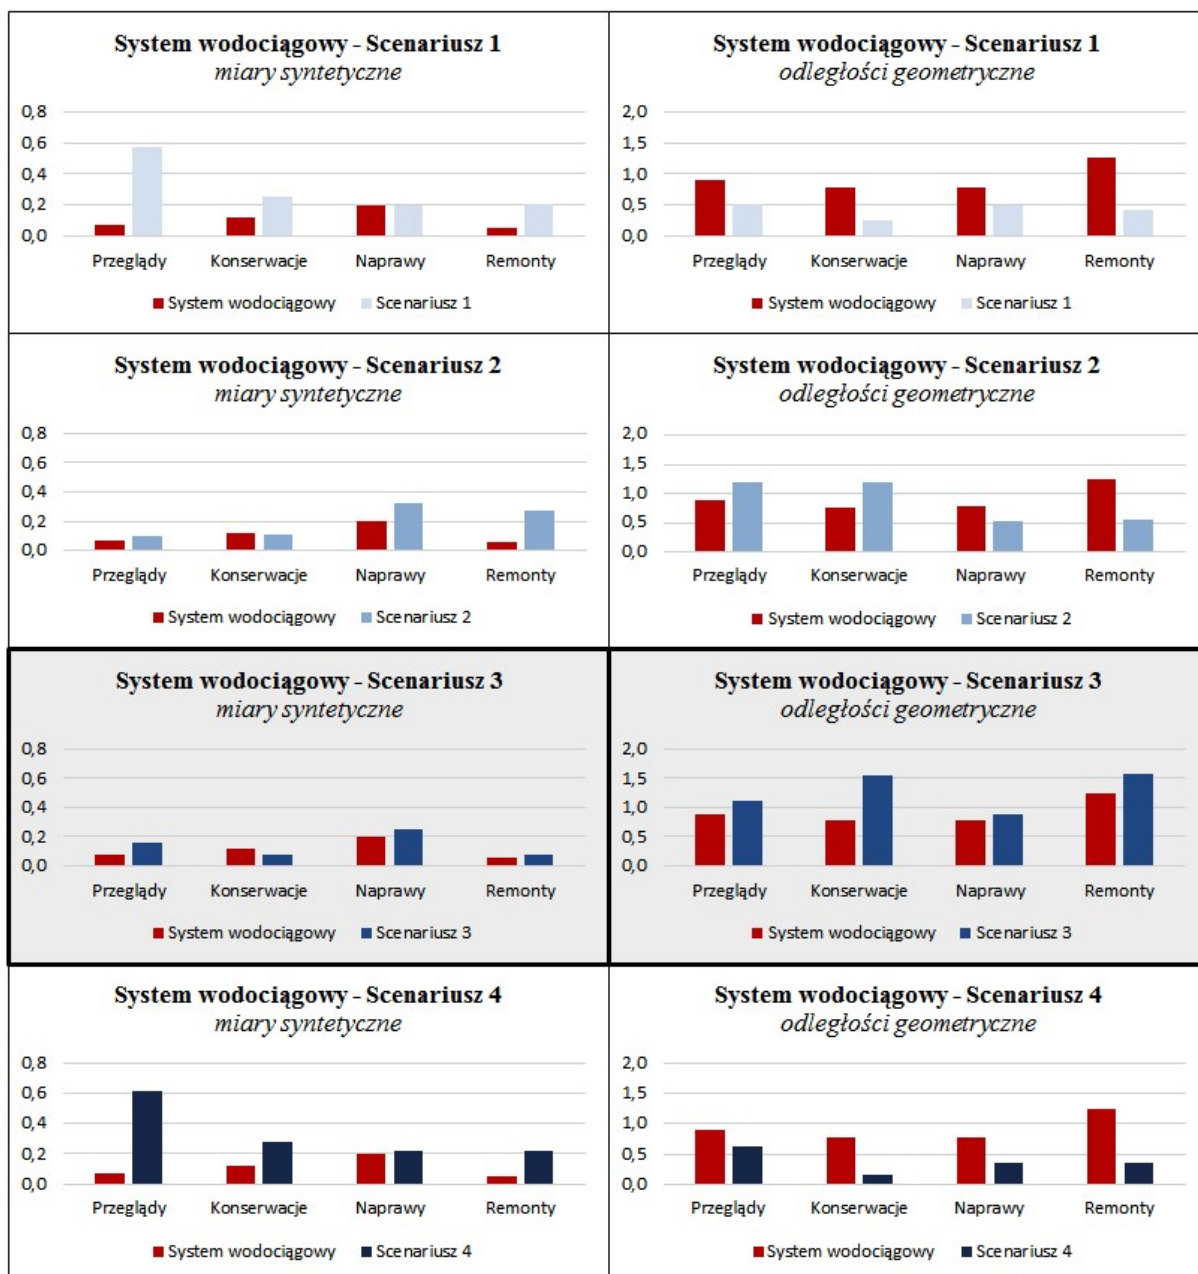 System wodociągowy - Scenariusz 1
miary syntetyczne
0,8
0,6
0,4
0,2
0,0
Przeglądy Konserwacje Naprawy Remonty
System wodociągowy Scenariusz 1
System wodociągowy - Scenariusz 1
odległości geometryczne
2,0
1,5
1,0
0,5
0,0
Przeglądy Konserwacje Naprawy Remonty
System wodociągowy Scenariusz 1
System wodociągowy - Scenariusz 2
miary syntetyczne
0,8
0,6
0,4
0,2
0,0
Przeglądy Konserwacje Naprawy Remonty
System wodociągowy Scenariusz 2
System wodociągowy - Scenariusz 2
odległości geometryczne
2,0
1,5
1,0
0,5
0,0
Przeglądy Konserwacje Naprawy Remonty
System wodociągowy Scenariusz 2
System wodociągowy - Scenariusz 3
miary syntetyczne
0,8
0,6
0,4
0,2
0,0
Przeglądy Konserwacje Naprawy Remonty
System wodociągowy Scenariusz 3
System wodociągowy - Scenariusz 3
odległości geometryczne
2,0
1,5
1,0
0,5
0,0
Przeglądy Konserwacje Naprawy Remonty
System wodociągowy Scenariusz 3
System wodociągowy - Scenariusz 4
miary syntetyczne
0,8
0,6
0,4
0,2
0,0
Przeglądy Konserwacje Naprawy Remonty
System wodociągowy Scenariusz 4
System wodociągowy - Scenariusz 4
odległości geometryczne
2,0
1,5
1,0
0,5
0,0
Przeglądy Konserwacje Naprawy Remonty
System wodociągowy Scenariusz 4